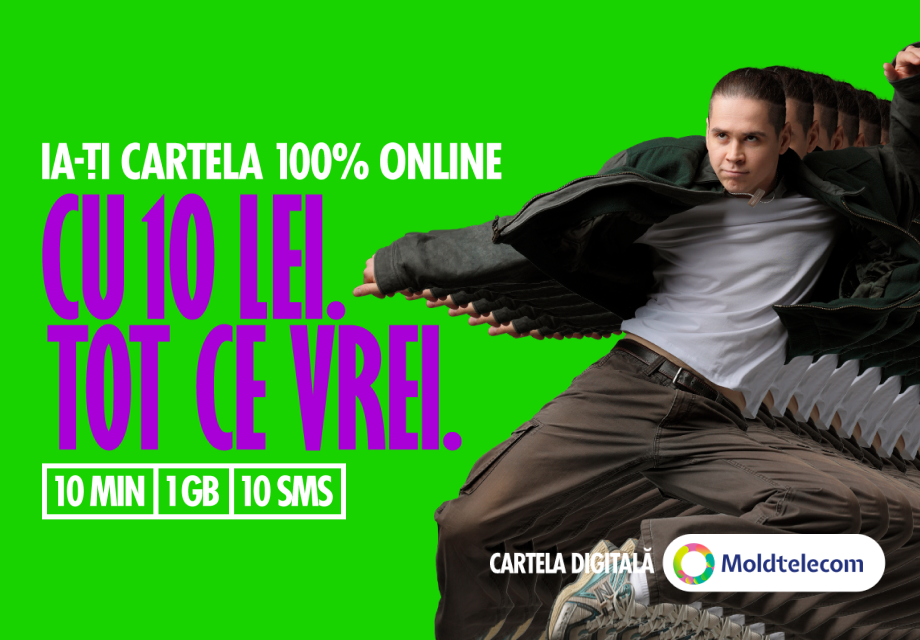 IA-ȚI CARTELA 100% ONLINE
CU 10 LEI.
TOT CE VREI.
10 MIN 1 GB 10 SMS
CARTELA DIGITALĂ Moldtelecom